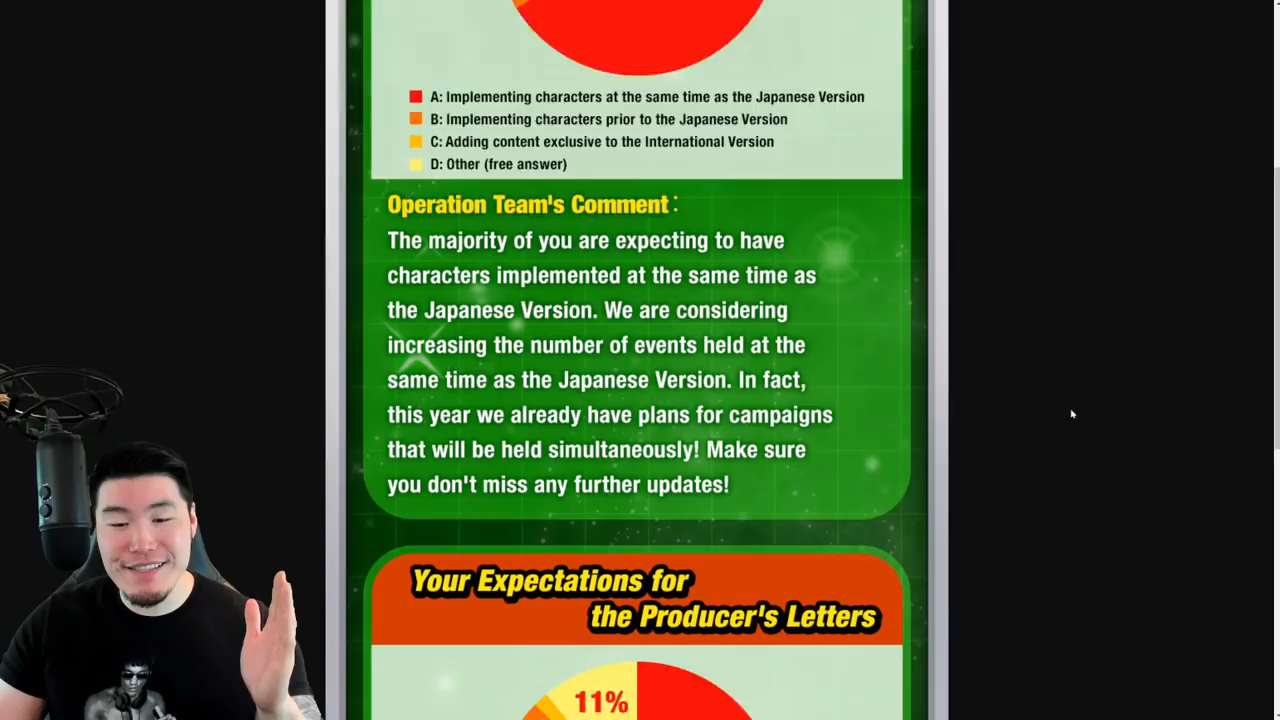 A: Implementing characters at the same time as the Japanese Version
B: Implementing characters prior to the Japanese Version
C: Adding content exclusive to the International Version
D: Other (free answer)
Operation Team's Comment:
The majority of you are expecting to have
characters implemented at the same time as
the Japanese Version. We are considering
increasing the number of events held at the
same time as the Japanese Version. In fact,
this year we already have plans for campaigns
that will be held simultaneously! Make sure
you don't miss any further updates!
Your Expectations for
the Producer's Letters
11%